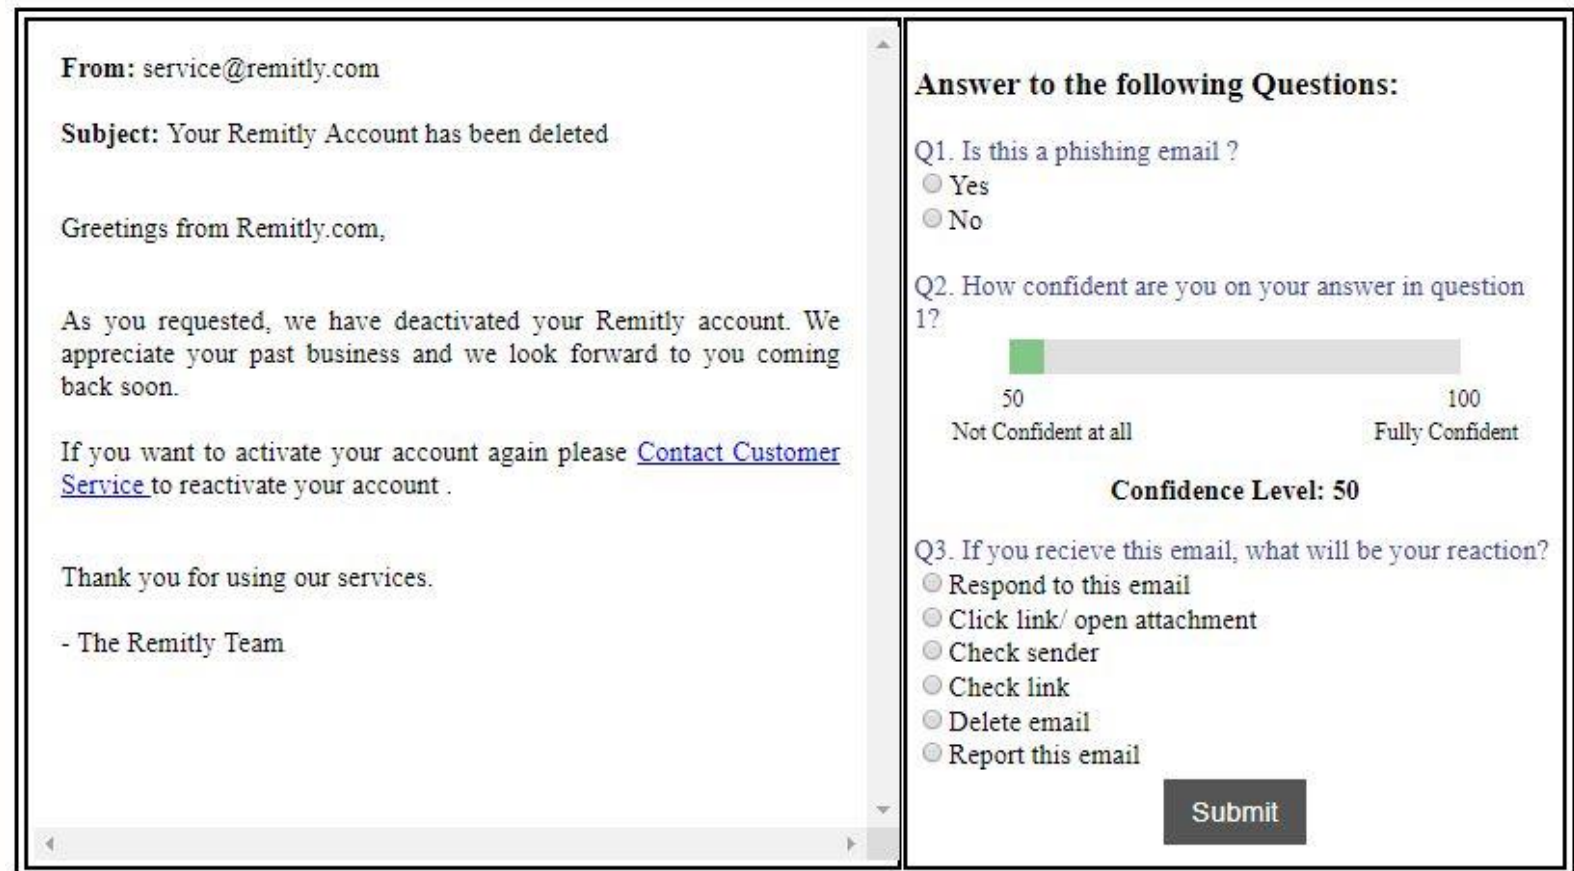 From: service@remitly.com
Subject: Your Remitly Account has been deleted
Greetings from Remitly.com,
As you requested, we have deactivated your Remitly account. We
appreciate your past business and we look forward to you coming
back soon.
If you want to activate your account again please Contact Customer
Service to reactivate your account .
Thank you for using our services.
- The Remitly Team
Answer to the following Questions:
Q1. Is this a phishing email ?
Yes
No
Q2. How confident are you on your answer in question
1?
50 100
Not Confident at all Fully Confident
Confidence Level: 50
Q3. If you recieve this email, what will be your reaction?
Respond to this email
Click link/ open attachment
Check sender
Check link
Delete email
Report this email
Submit